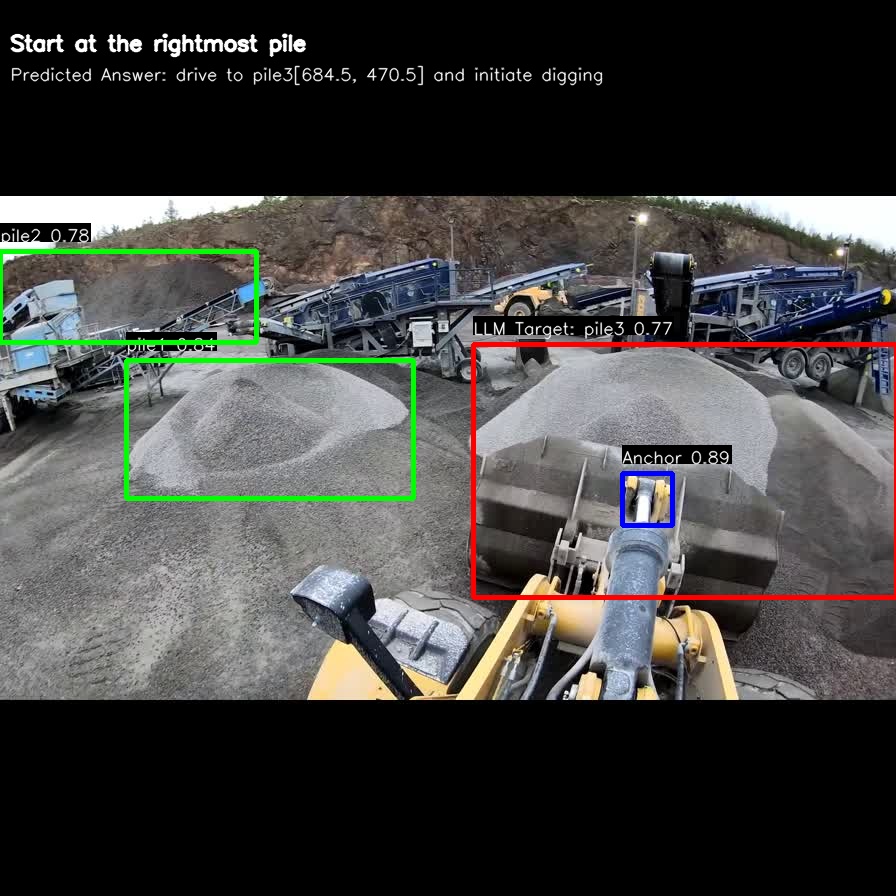 Start at the rightmost pile
Predicted Answer: drive to pile3[684.5, 470.5] and initiate digging
pile2 0.78
LLM Target: pile3 0.77
pile1 0.84
Anchor 0.89